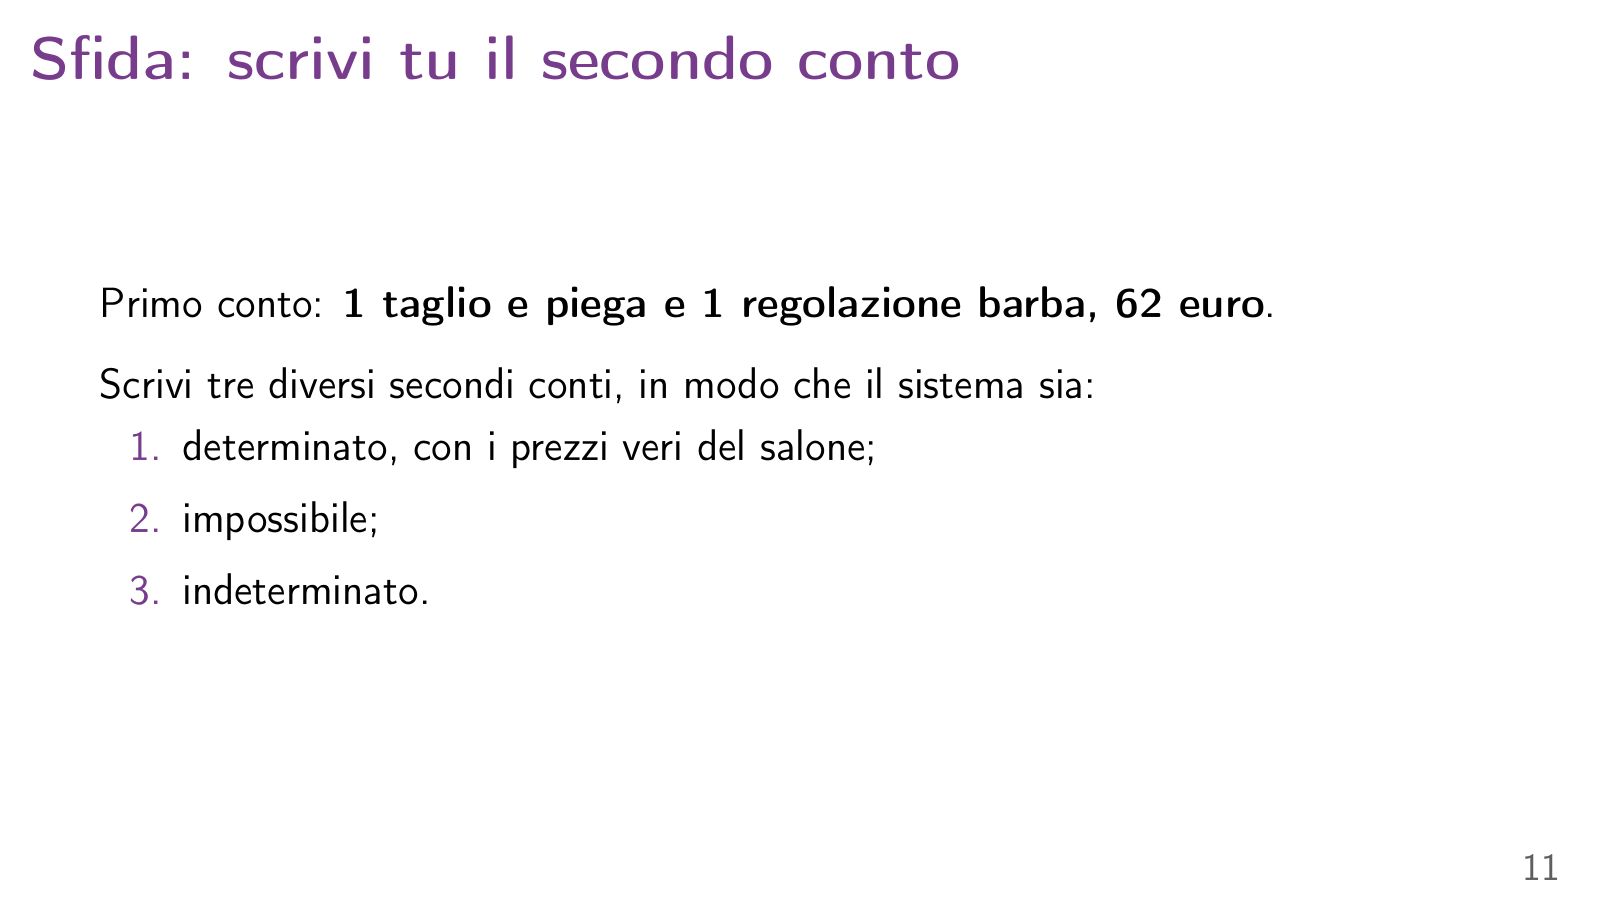 Sfida: scrivi tu il secondo conto
Primo conto: 1 taglio e piega e 1 regolazione barba, 62 euro.
Scrivi tre diversi secondi conti, in modo che il sistema sia:
1. determinato, con i prezzi veri del salone;
2. impossibile;
3. indeterminato.
11